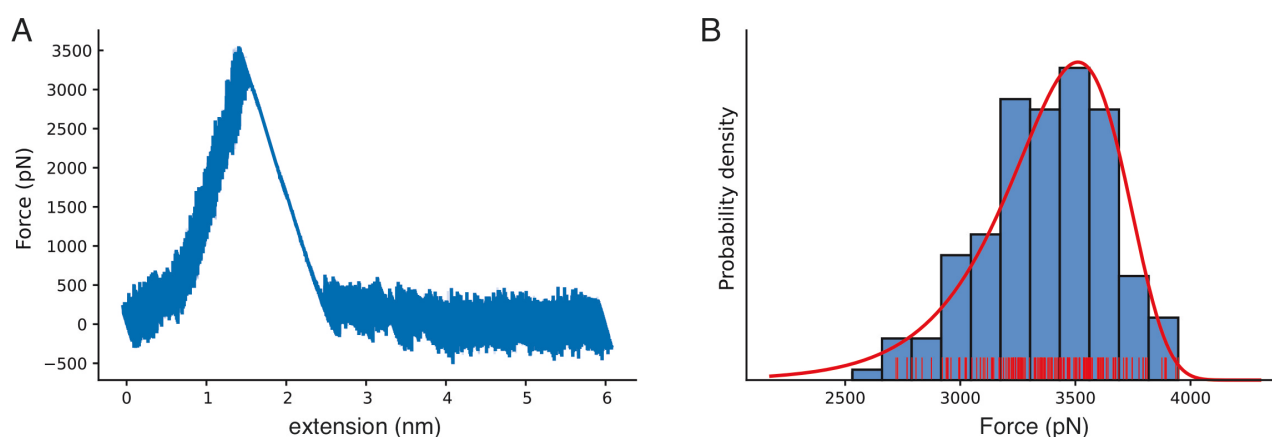 A
3500
3000
2500
2000
1500
1000
500
0
−500
Force (pN)
0 1 2 3 4 5 6
extension (nm)
B
Probability density
2500 3000 3500 4000
Force (pN)